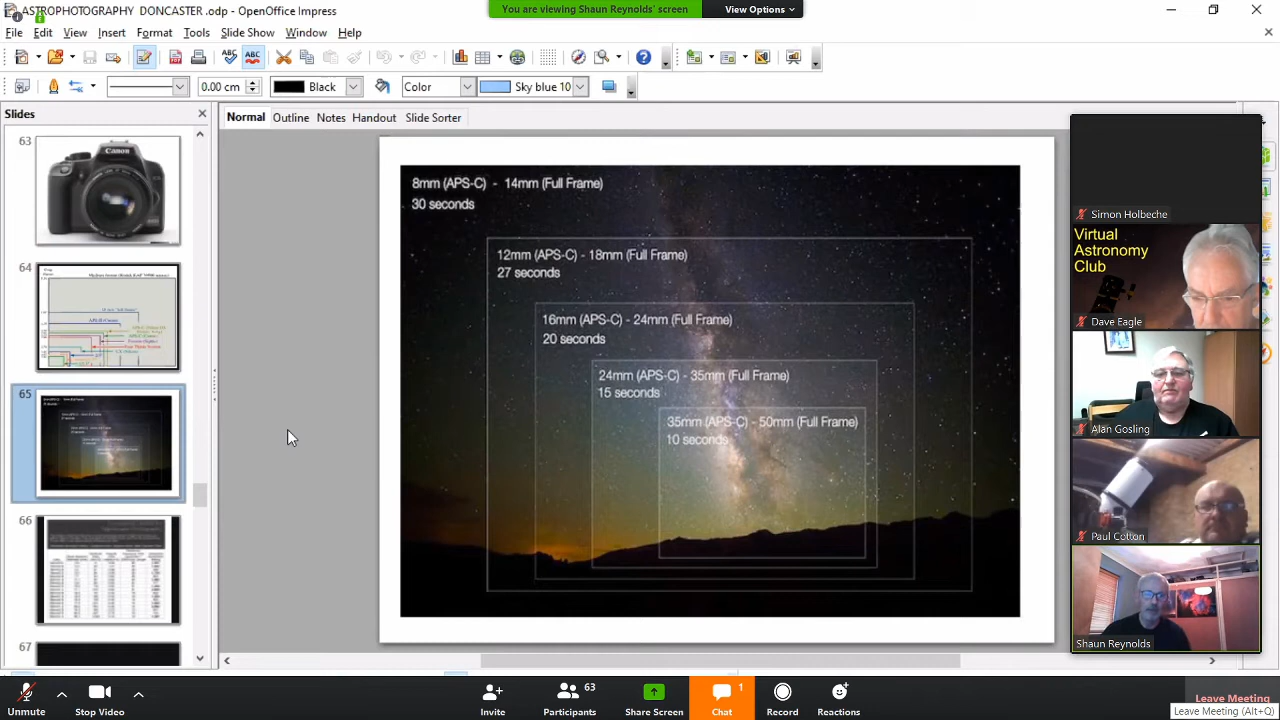 ASTROPHOTOGRAPHY DONCASTER .odp - OpenOffice Impress
You are viewing Shaun Reynolds' screen
View Options
File Edit View Insert Format Tools Slide Show Window Help
0.00 cm
Black
Color
Sky blue 10
Slides
Normal Outline Notes Handout Slide Sorter
63
Canon
64
65
66
67
8mm (APS-C) - 14mm (Full Frame)
30 seconds
12mm (APS-C) - 18mm (Full Frame)
27 seconds
16mm (APS-C) - 24mm (Full Frame)
20 seconds
24mm (APS-C) - 35mm (Full Frame)
15 seconds
35mm (APS-C) - 50mm (Full Frame)
10 seconds
Simon Holbeche
Virtual
Astronomy
Club
Dave Eagle
Alan Gosling
Paul Cotton
Shaun Reynolds
Unmute
Stop Video
Invite
Participants
63
Share Screen
Chat
1
Record
Reactions
Leave Meeting
Leave Meeting (Alt+Q)